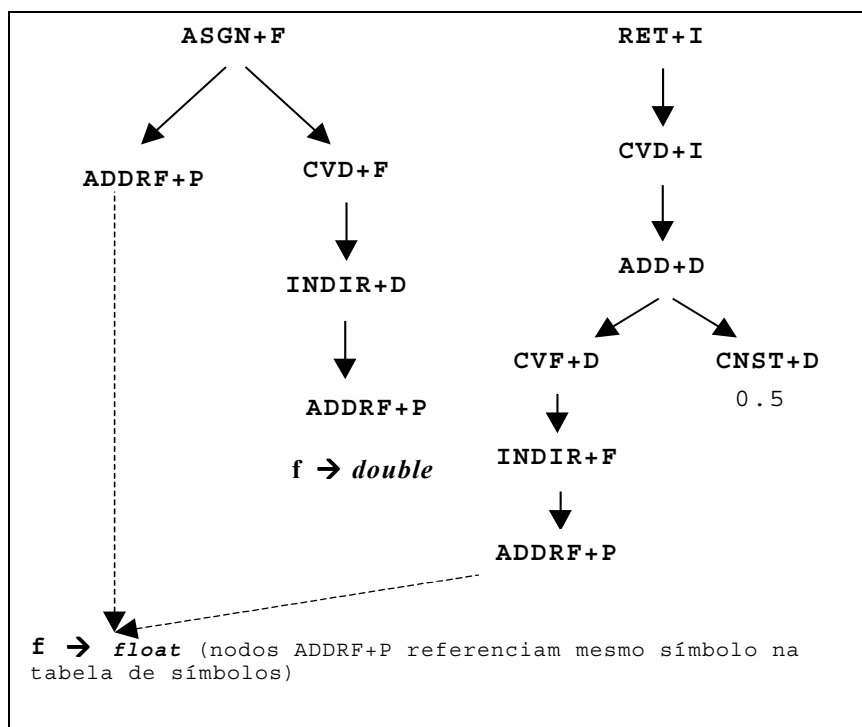 ASGN+F RET+I
ADDRF+P CVD+F CVD+I
INDIR+D ADD+D
CVF+D CNST+D
ADDRF+P 0.5
f → double INDIR+F
ADDRF+P
f → float (nodos ADDRF+P referenciam mesmo símbolo na
tabela de símbolos)